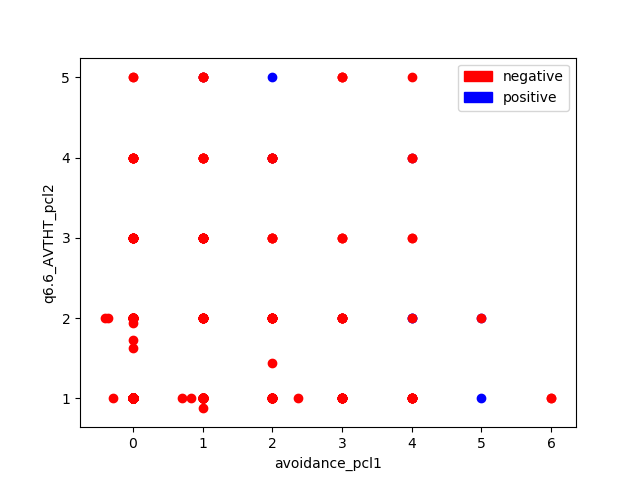 negative
positive
5
4
3
2
1
q6.6_AVTHT_pcl2
0 1 2 3 4 5 6
avoidance_pcl1